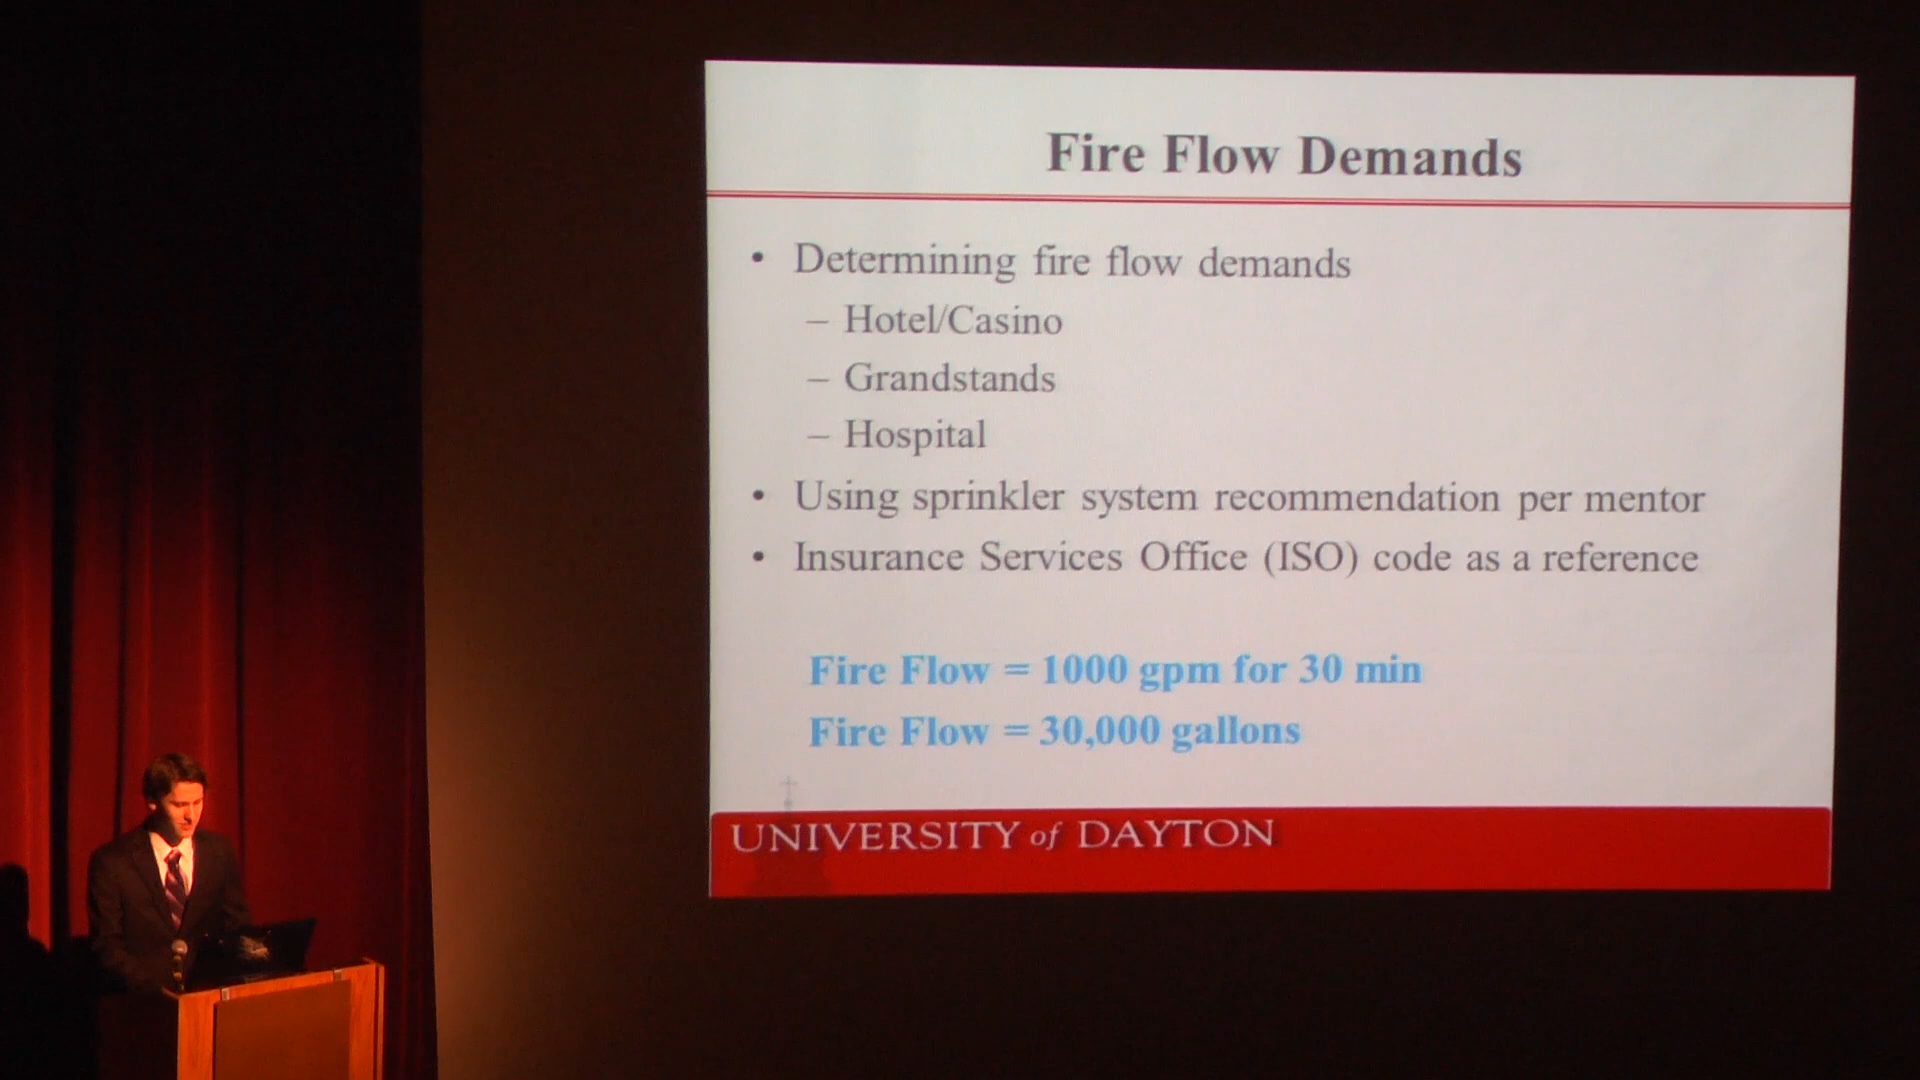 Fire Flow Demands
• Determining fire flow demands
– Hotel/Casino
– Grandstands
– Hospital
• Using sprinkler system recommendation per mentor
• Insurance Services Office (ISO) code as a reference
Fire Flow = 1000 gpm for 30 min
Fire Flow = 30,000 gallons
UNIVERSITY of DAYTON